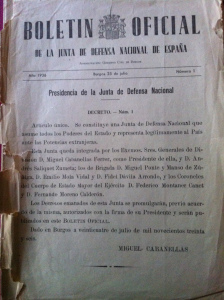 BOLETIN OFICIAL
DE LA JUNTA DE DEFENSA NACIONAL DE ESPAÑA
Año 1936 Burgos 25 de julio Número 1
Presidencia de la Junta de Defensa Nacional
DECRETO.—Núm. 1
Artículo único. Se constituye una Junta de Defensa Nacional que
asume todos los Poderes del Estado y representa legítimamente al País
ante las Potencias extranjeras.
Esta Junta queda integrada por los Excmos. Sres. Generales de Di-
visión D. Miguel Cabanellas Ferrer, como Presidente de ella, y D. An-
drés Saliquet Zumeta; los de Brigada D. Miguel Ponte y Manso de Zú-
ñiga, D. Emilio Mola Vidal y D. Fidel Dávila Arrondo, y los Coroneles
del Cuerpo de Estado Mayor del Ejército D. Federico Montaner Canet
y D. Fernando Moreno Calderón.
Los Decretos emanados de esta Junta se promulgarán, previo acuer-
do de la misma, autorizados con la firma de su Presidente y serán pu-
blicados en este BOLETIN OFICIAL.
Dado en Burgos a veinticuatro de julio de mil novecientos treinta
y seis.
MIGUEL CABANELLAS